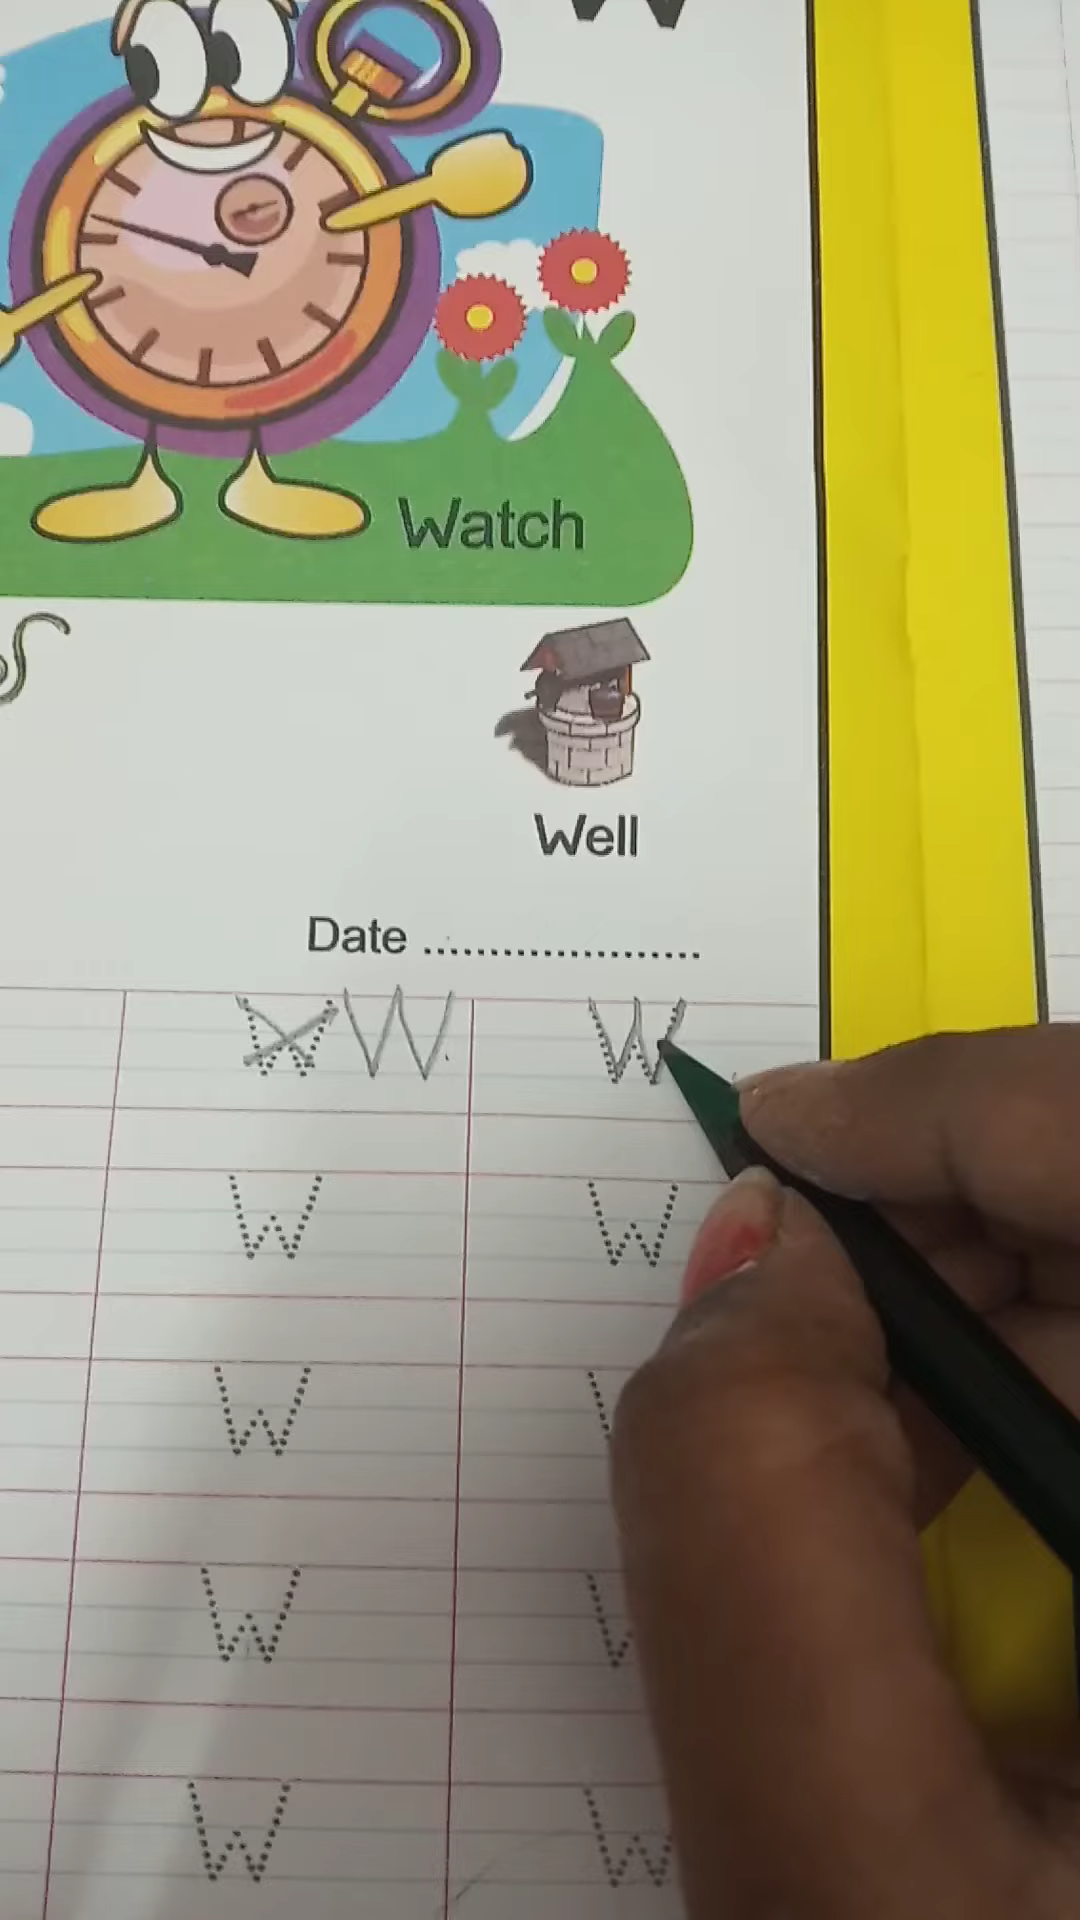 W
Watch
Well
Date ....................
W W W
W W
W
W W
W W